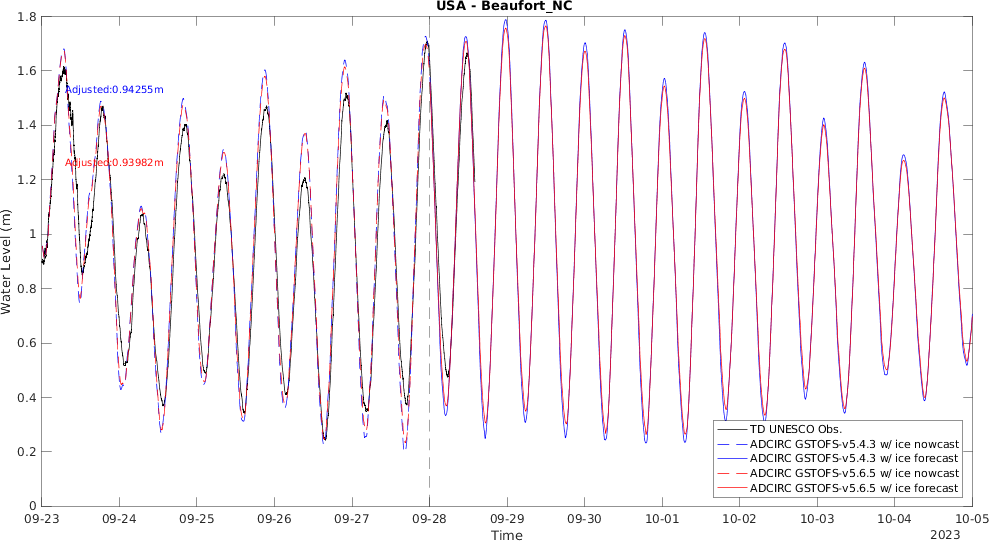 USA - Beaufort_NC
1.8
1.6
1.4
1.2
1
0.8
0.6
0.4
0.2
0
Water Level (m)
Adjusted:0.94255m
Adjusted:0.93982m
TD UNESCO Obs.
ADCIRC GSTOFS-v5.4.3 w/ ice nowcast
ADCIRC GSTOFS-v5.4.3 w/ ice forecast
ADCIRC GSTOFS-v5.6.5 w/ ice nowcast
ADCIRC GSTOFS-v5.6.5 w/ ice forecast
09-23 09-24 09-25 09-26 09-27 09-28 09-29 09-30 10-01 10-02 10-03 10-04 10-05
Time
2023